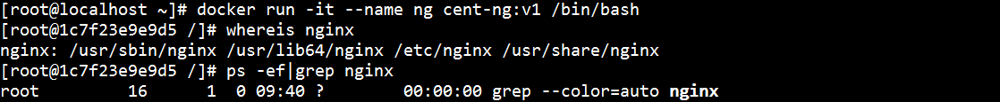 [root@localhost ~]# docker run -it --name ng cent-ng:v1 /bin/bash
[root@1c7f23e9e9d5 /]# whereis nginx
nginx: /usr/sbin/nginx /usr/lib64/nginx /etc/nginx /usr/share/nginx
[root@1c7f23e9e9d5 /]# ps -ef|grep nginx
root         16      1  0 09:40 ?        00:00:00 grep --color=auto nginx